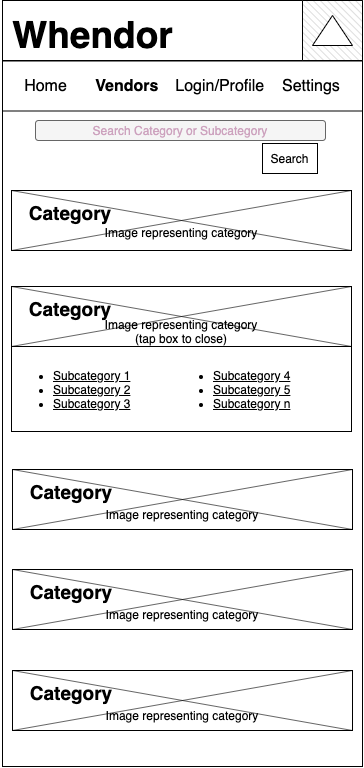 Whendor
Home Vendors Login/Profile Settings
Search Category or Subcategory
Search
Category
Image representing category
Category
Image representing category
(tap box to close)
Subcategory 1
Subcategory 2
Subcategory 3
Subcategory 4
Subcategory 5
Subcategory n
Category
Image representing category
Category
Image representing category
Category
Image representing category